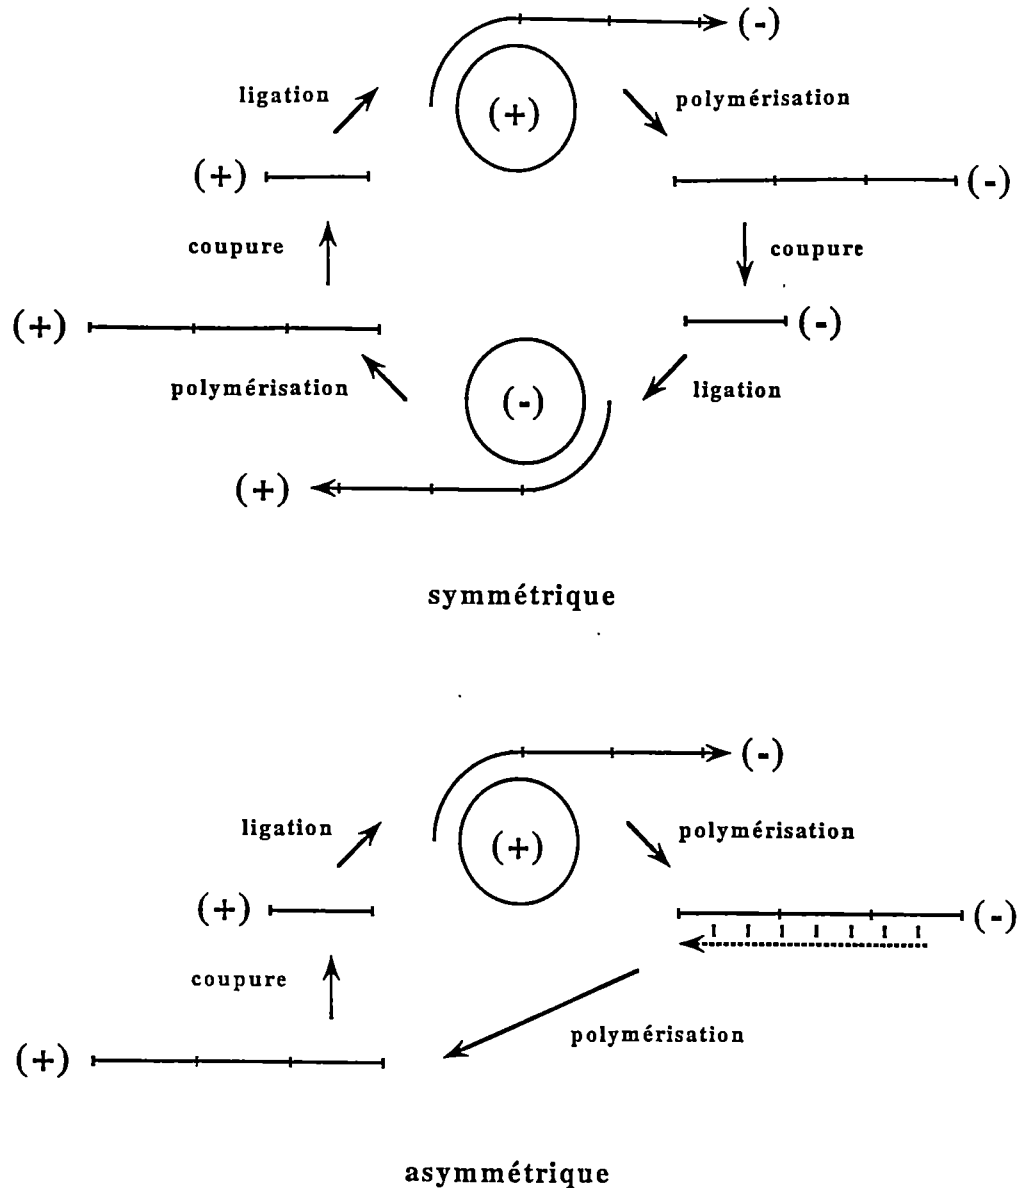 (-)
ligation
(+)
polymérisation
(+)
(-)
coupure
coupure
(+)
(-)
polymérisation
(-)
ligation
(+)
symmétrique
(-)
ligation
(+)
polymérisation
(+)
(-)
coupure
polymérisation
(+)
asymmétrique